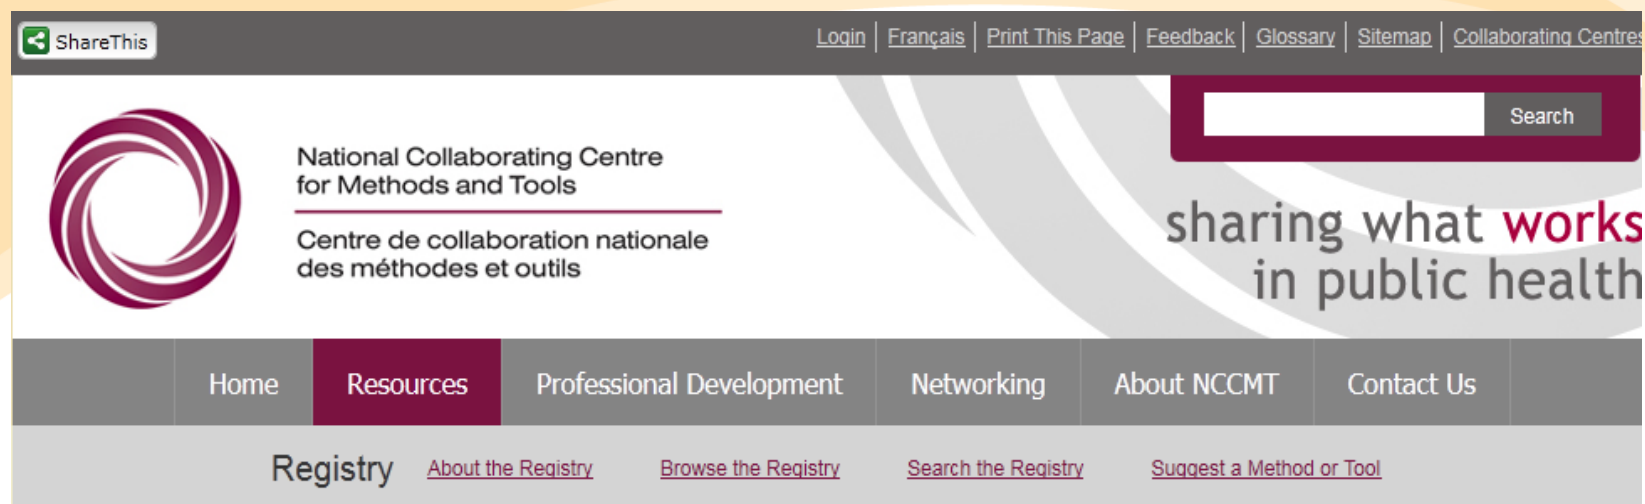 ShareThis
Login | Français | Print This Page | Feedback | Glossary | Sitemap | Collaborating Centres
Search
National Collaborating Centre
for Methods and Tools
Centre de collaboration nationale
des méthodes et outils
sharing what works
in public health
Home Resources Professional Development Networking About NCCMT Contact Us
Registry About the Registry Browse the Registry Search the Registry Suggest a Method or Tool